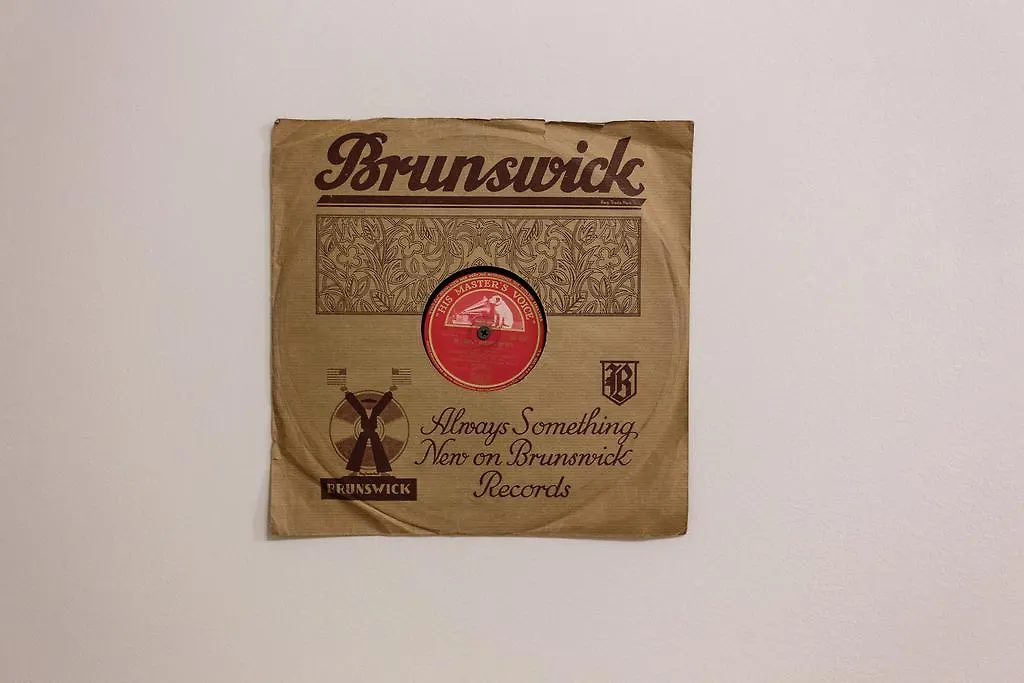 Brunswick
"HIS MASTER'S VOICE"
B
Always Something
New on Brunswick
Records
BRUNSWICK